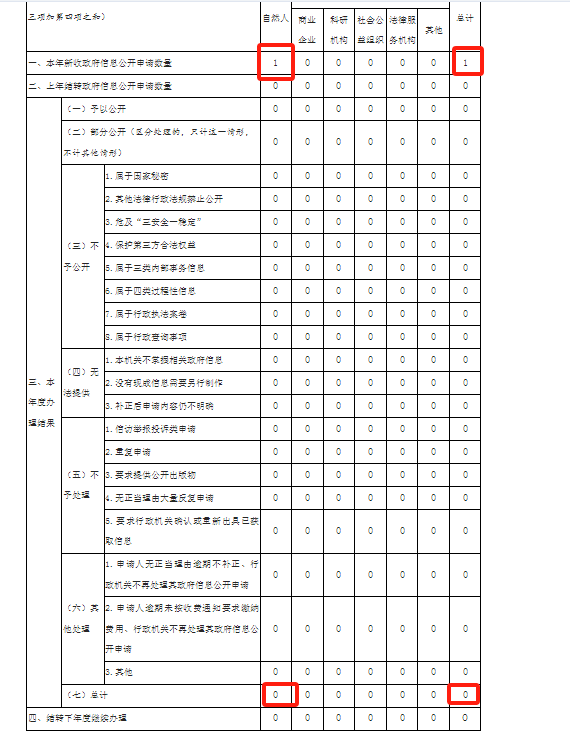 三项加第四项之和）
自然人
商业企业
科研机构
社会公益组织
法律服务机构
其他
总计
一、本年新收政府信息公开申请数量 1 0 0 0 0 0 1
二、上年结转政府信息公开申请数量 0 0 0 0 0 0 0
三、本年度办理结果
（一）予以公开 0 0 0 0 0 0 0
（二）部分公开（区分处理的，只计这一情形，
不计其他情形） 0 0 0 0 0 0 0
（三）不予公开
1.属于国家秘密 0 0 0 0 0 0 0
2.其他法律行政法规禁止公开 0 0 0 0 0 0 0
3.危及“三安全一稳定” 0 0 0 0 0 0 0
4.保护第三方合法权益 0 0 0 0 0 0 0
5.属于三类内部事务信息 0 0 0 0 0 0 0
6.属于四类过程性信息 0 0 0 0 0 0 0
7.属于行政执法案卷 0 0 0 0 0 0 0
8.属于行政查询事项 0 0 0 0 0 0 0
（四）无法提供
1.本机关不掌握相关政府信息 0 0 0 0 0 0 0
2.没有现成信息需要另行制作 0 0 0 0 0 0 0
3.补正后申请内容仍不明确 0 0 0 0 0 0 0
（五）不予处理
1.信访举报投诉类申请 0 0 0 0 0 0 0
2.重复申请 0 0 0 0 0 0 0
3.要求提供公开出版物 0 0 0 0 0 0 0
4.无正当理由大量反复申请 0 0 0 0 0 0 0
5.要求行政机关确认或重新出具已获
取信息 0 0 0 0 0 0 0
（六）其他处理
1.申请人无正当理由逾期不补正、行
政机关不再处理其政府信息公开申请 0 0 0 0 0 0 0
2.申请人逾期未按收费通知要求缴纳
费用、行政机关不再处理其政府信息公
开申请 0 0 0 0 0 0 0
3.其他 0 0 0 0 0 0 0
（七）总计 0 0 0 0 0 0 0
四、结转下年度继续办理 0 0 0 0 0 0 0